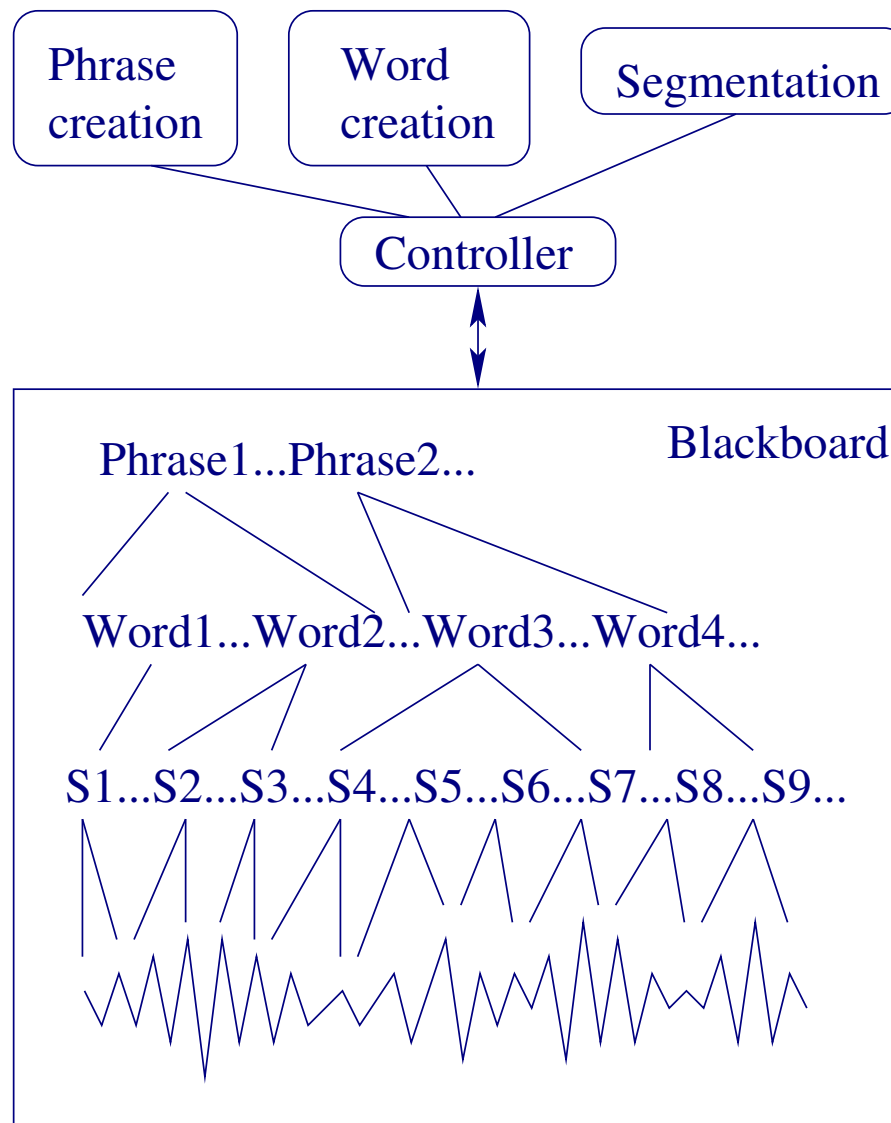 Phrase
creation
Word
creation
Segmentation
Controller
Blackboard
Phrase1...Phrase2...
Word1...Word2...Word3...Word4...
S1...S2...S3...S4...S5...S6...S7...S8...S9...